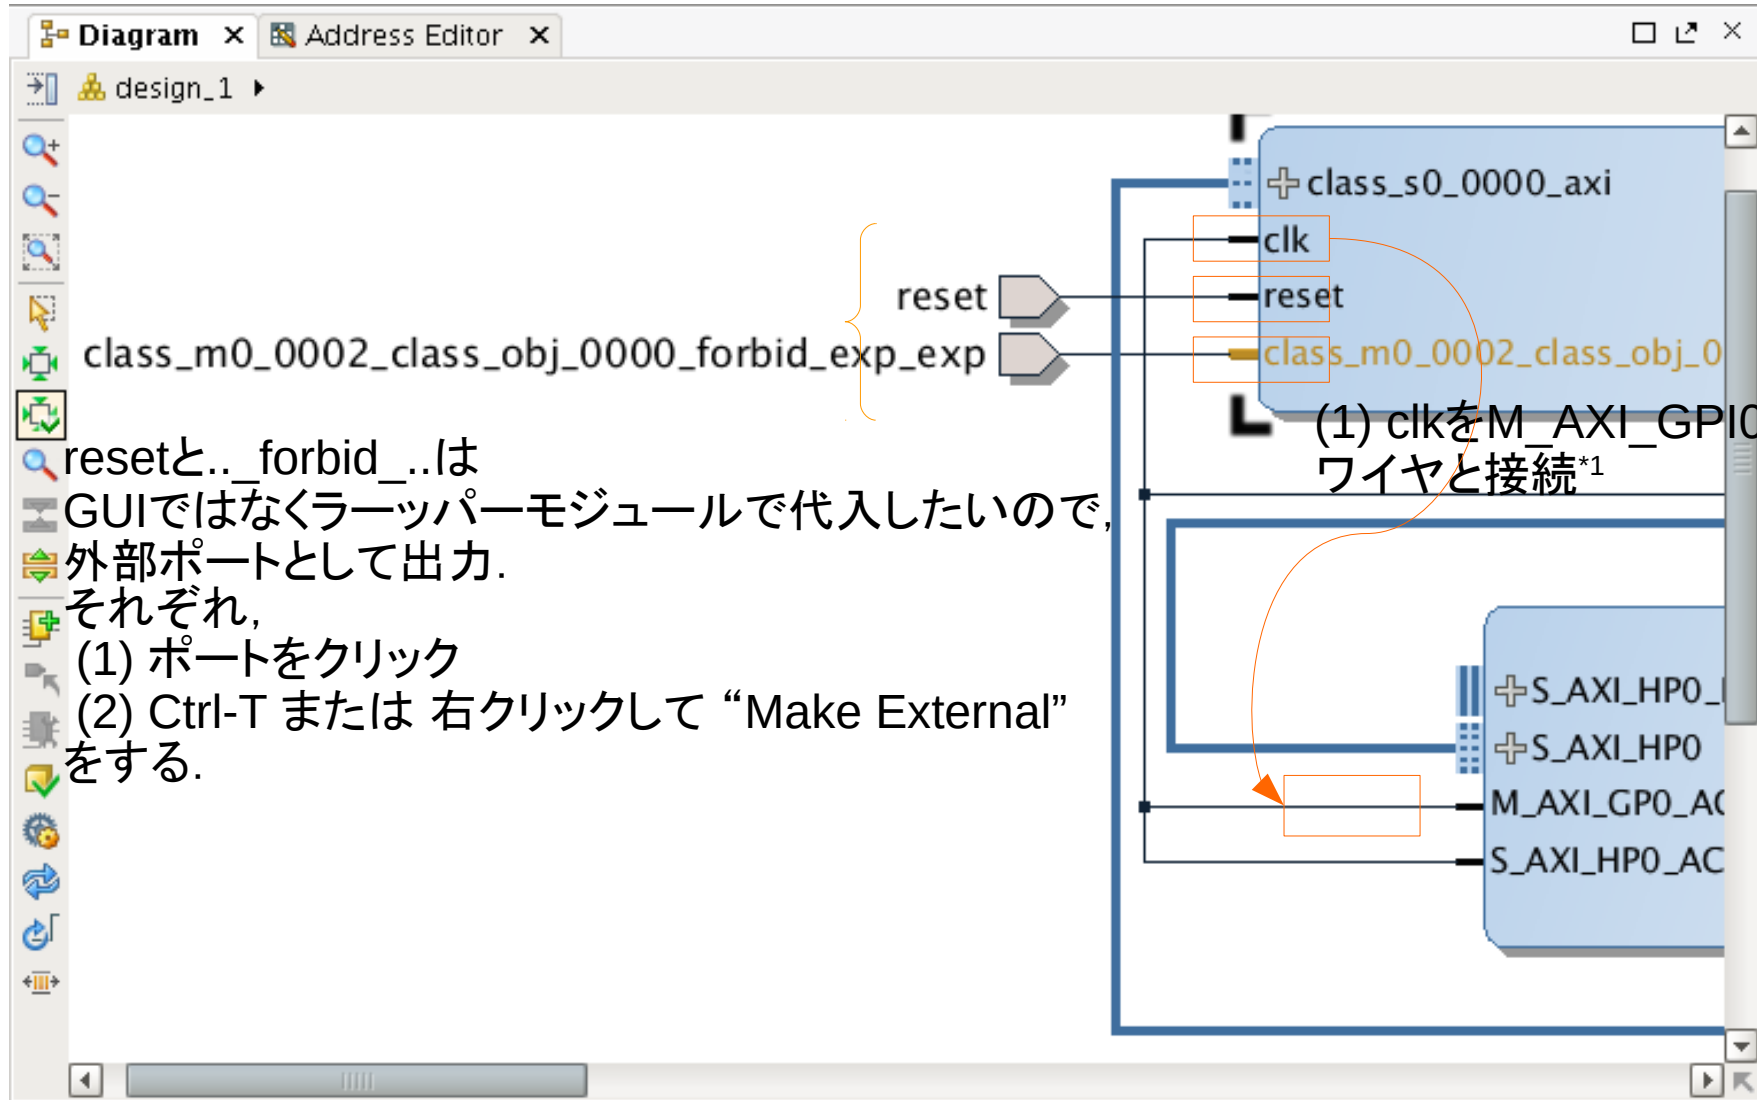 Diagram
Address Editor
design_1
class_s0_0000_axi
clk
reset
reset
class_m0_0002_class_obj_0000_forbid_exp_exp
class_m0_0002_class_obj_0
(1) clkをM_AXI_GPI0
ワイヤと接続*1
resetと.._forbid_..は
GUIではなくラーッパーモジュールで代入したいので,
外部ポートとして出力.
それぞれ,
(1) ポートをクリック
(2) Ctrl-T または 右クリックして “Make External”
をする.
S_AXI_HP0_
S_AXI_HP0
M_AXI_GP0_AC
S_AXI_HP0_AC